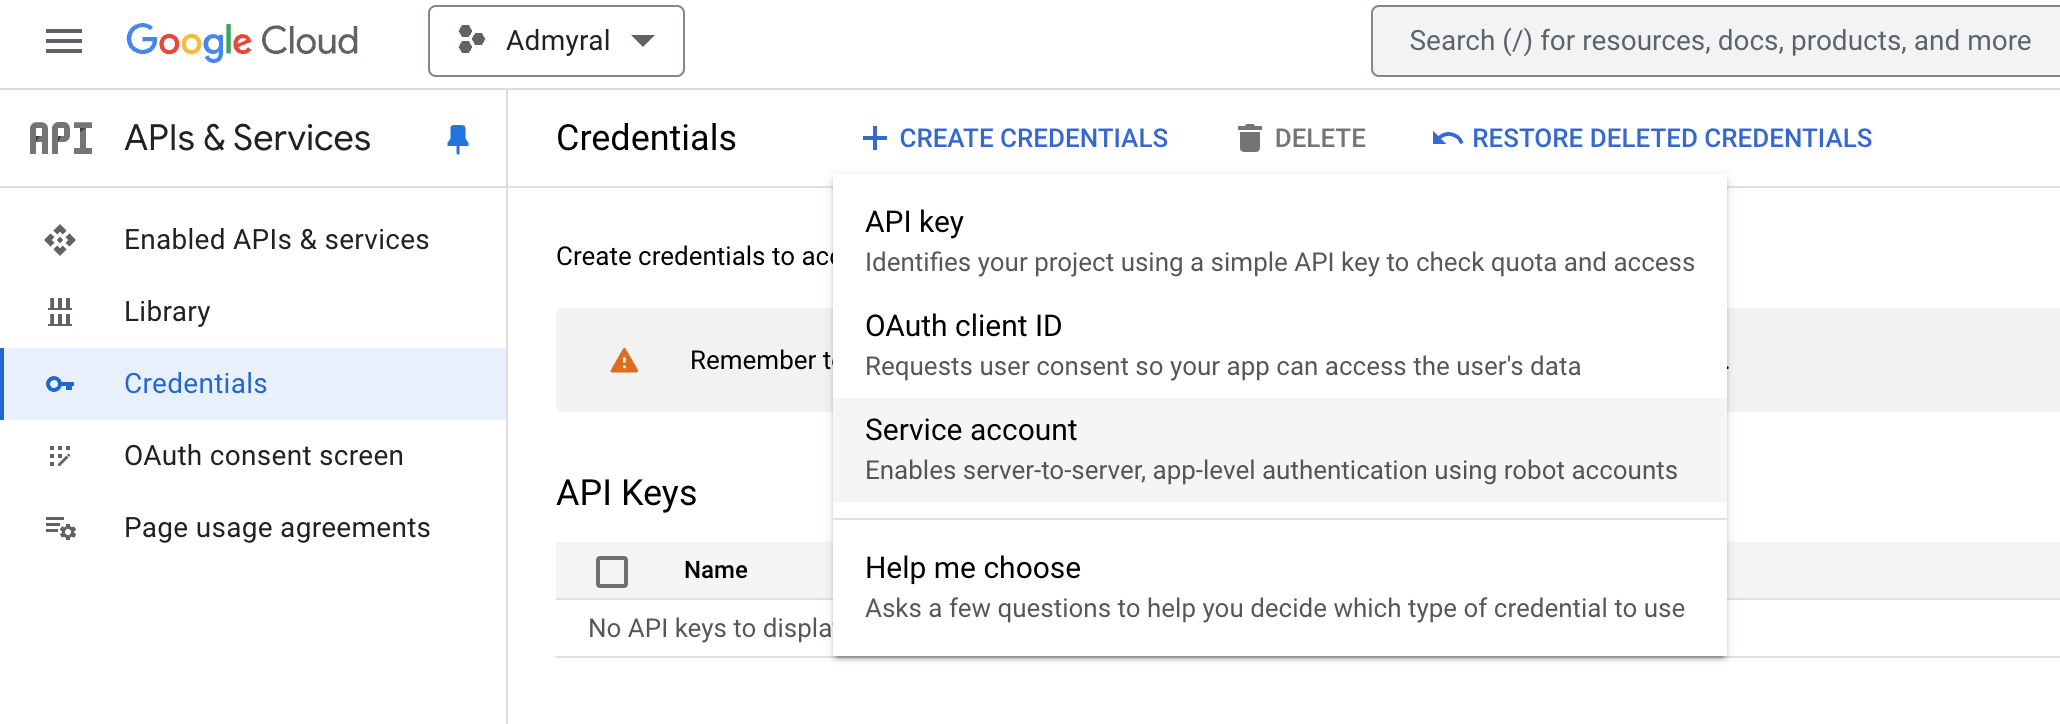 Google Cloud
Admyral
Search (/) for resources, docs, products, and more
API
APIs & Services
Credentials
CREATE CREDENTIALS
DELETE
RESTORE DELETED CREDENTIALS
Enabled APIs & services
Library
Credentials
OAuth consent screen
Page usage agreements
Create credentials to
Remember
API key
Identifies your project using a simple API key to check quota and access
OAuth client ID
Requests user consent so your app can access the user's data
Service account
Enables server-to-server, app-level authentication using robot accounts
Help me choose
Asks a few questions to help you decide which type of credential to use
API Keys
Name
No API keys to